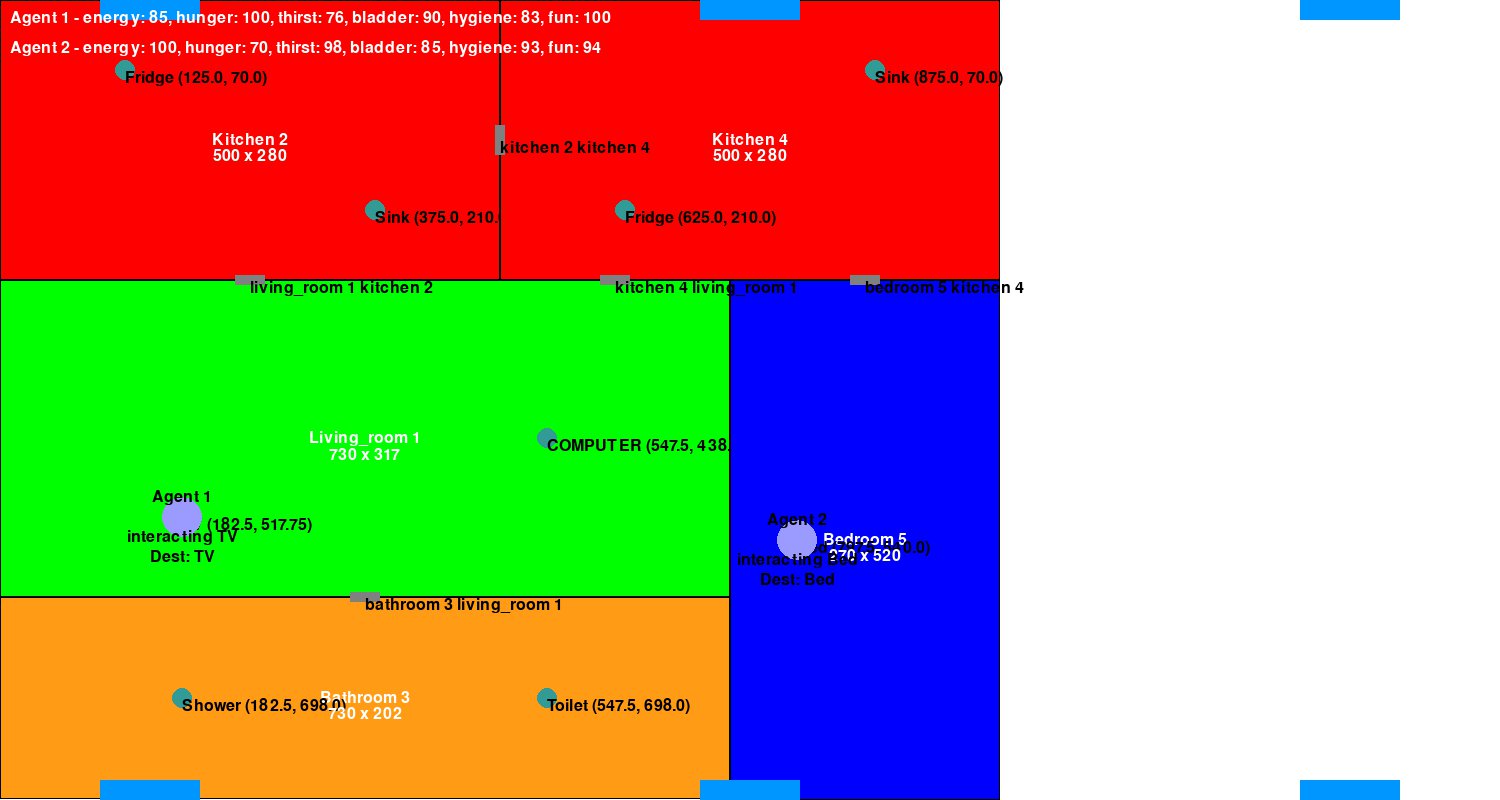 Agent 1 - energy: 85, hunger: 100, thirst: 76, bladder: 90, hygiene: 83, fun: 100
Agent 2 - energy: 100, hunger: 70, thirst: 98, bladder: 85, hygiene: 93, fun: 94
Fridge (125.0, 70.0)
Sink (875.0, 70.0)
Kitchen 2
500 x 280
kitchen 2 kitchen 4
Kitchen 4
500 x 280
Sink (375.0, 210.
Fridge (625.0, 210.0)
living_room 1 kitchen 2
kitchen 4 living_room 1
bedroom 5 kitchen 4
Living_room 1
730 x 317
COMPUTER (547.5, 438.
Agent 1
(182.5, 517.75)
interacting TV
Dest: TV
Agent 2
Bedroom 5
270 x 520
interacting Bed
Dest: Bed
bathroom 3 living_room 1
Shower (182.5, 698.0)
Bathroom 3
730 x 202
Toilet (547.5, 698.0)